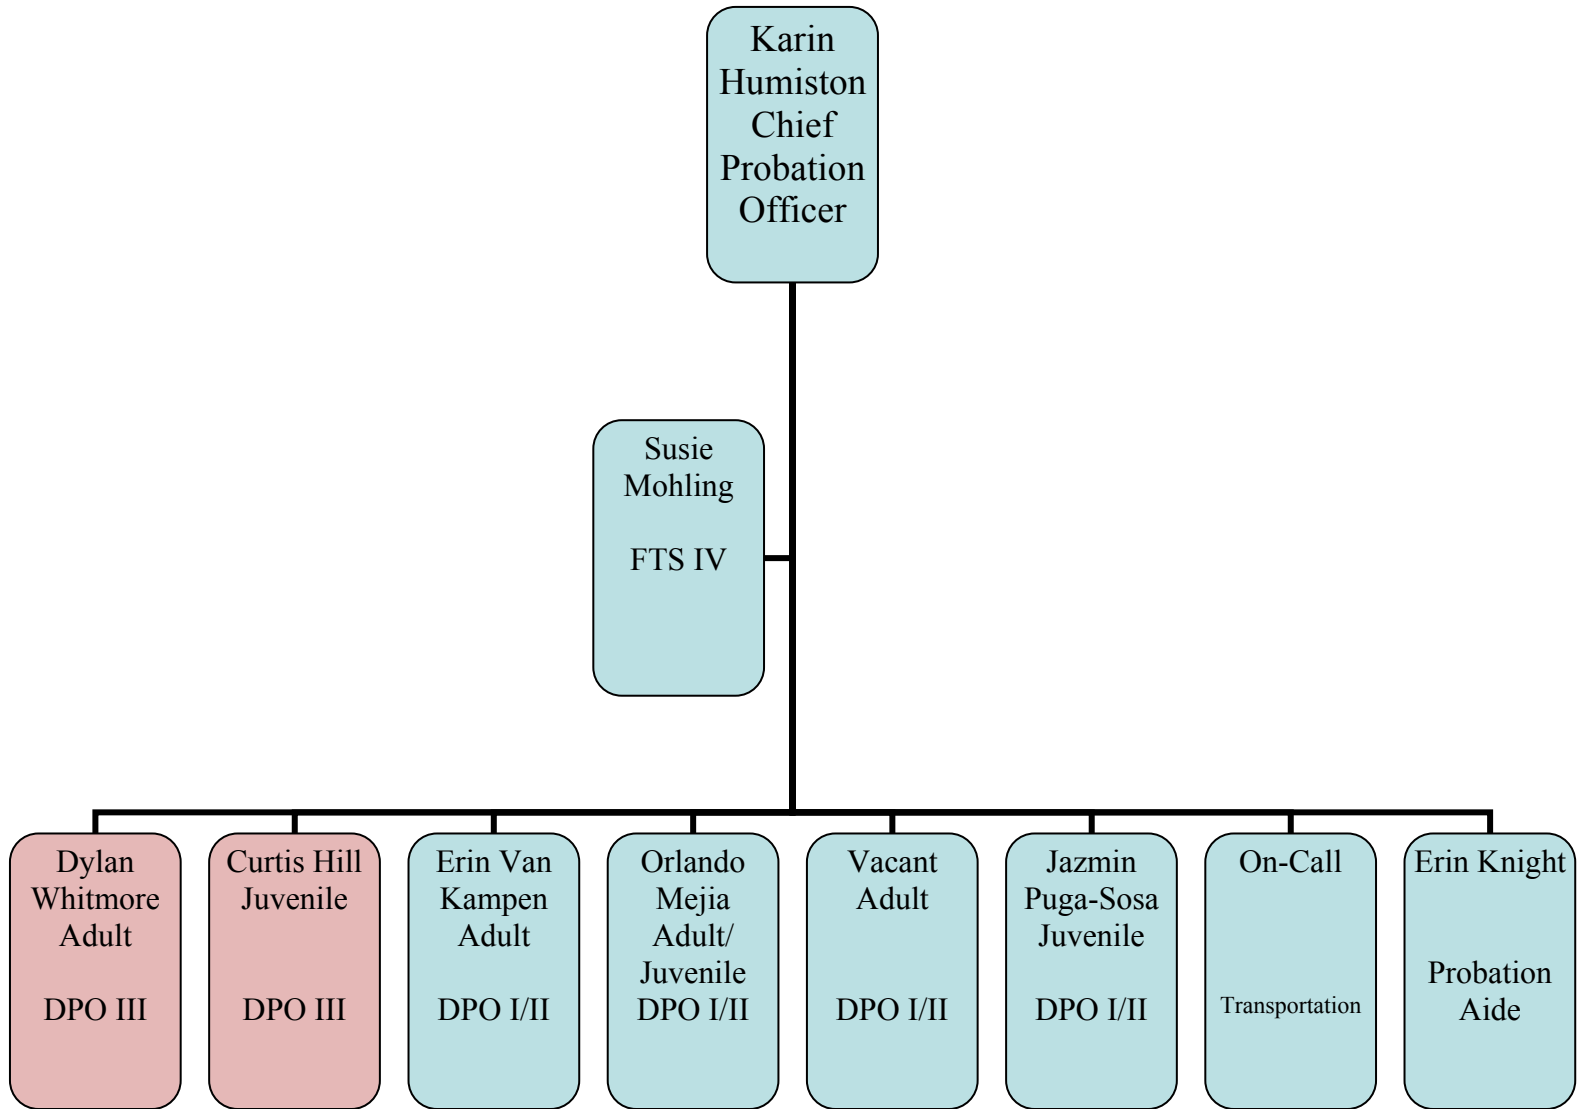 Karin
Humiston
Chief
Probation
Officer
Susie
Mohling
FTS IV
Dylan
Whitmore
Adult
DPO III
Curtis Hill
Juvenile
DPO III
Erin Van
Kampen
Adult
DPO I/II
Orlando
Mejia
Adult/
Juvenile
DPO I/II
Vacant
Adult
DPO I/II
Jazmin
Puga-Sosa
Juvenile
DPO I/II
On-Call
Transportation
Erin Knight
Probation
Aide